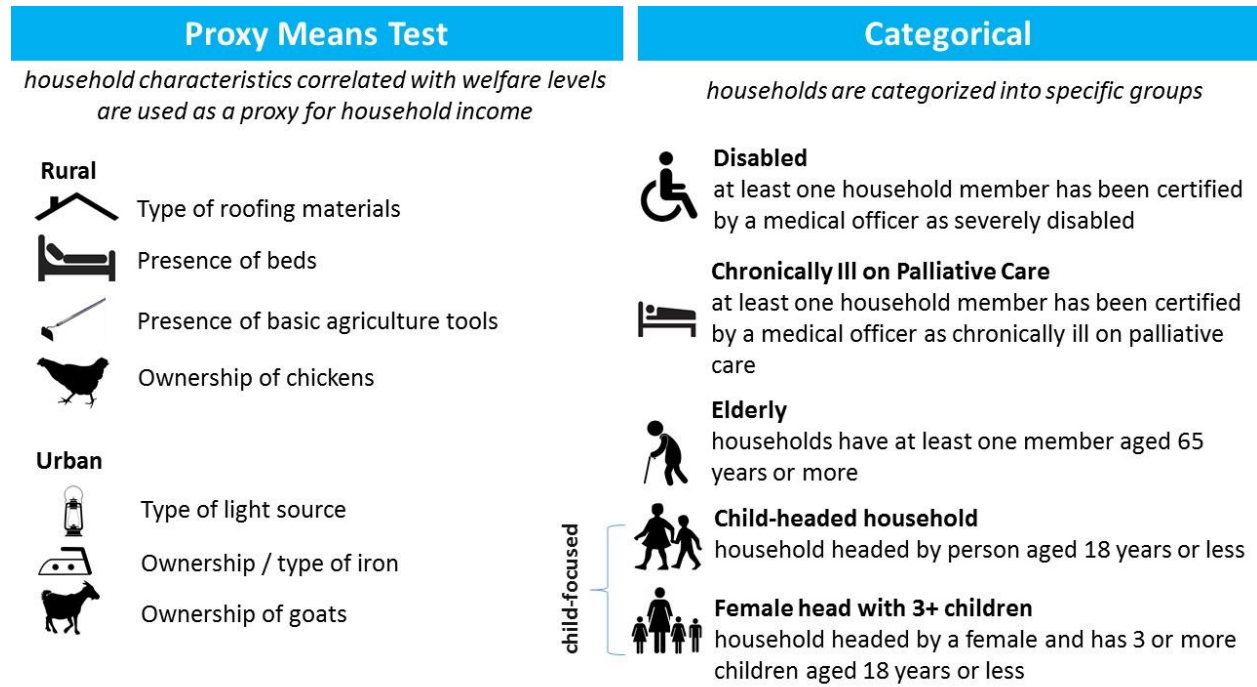 Proxy Means Test
household characteristics correlated with welfare levels
are used as a proxy for household income
Rural
Type of roofing materials
Presence of beds
Presence of basic agriculture tools
Ownership of chickens
Urban
Type of light source
Ownership / type of iron
Ownership of goats
Categorical
households are categorized into specific groups
Disabled
at least one household member has been certified
by a medical officer as severely disabled
Chronically Ill on Palliative Care
at least one household member has been certified
by a medical officer as chronically ill on palliative
care
Elderly
households have at least one member aged 65
years or more
child-focused
Child-headed household
household headed by person aged 18 years or less
Female head with 3+ children
household headed by a female and has 3 or more
children aged 18 years or less